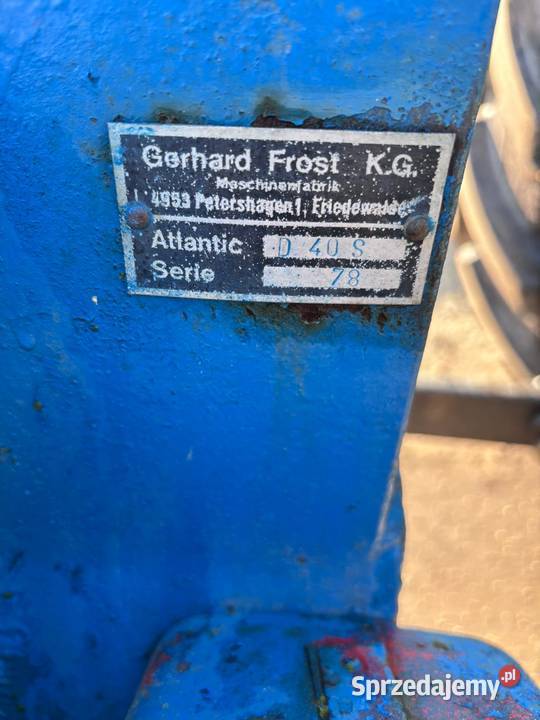 Gerhard Frost K.G.
Maschinenfabrik
4953 Petershagen 1, Friedewalde
Atlantic D 40 S
Serie 78
Sprzedajemy.pl